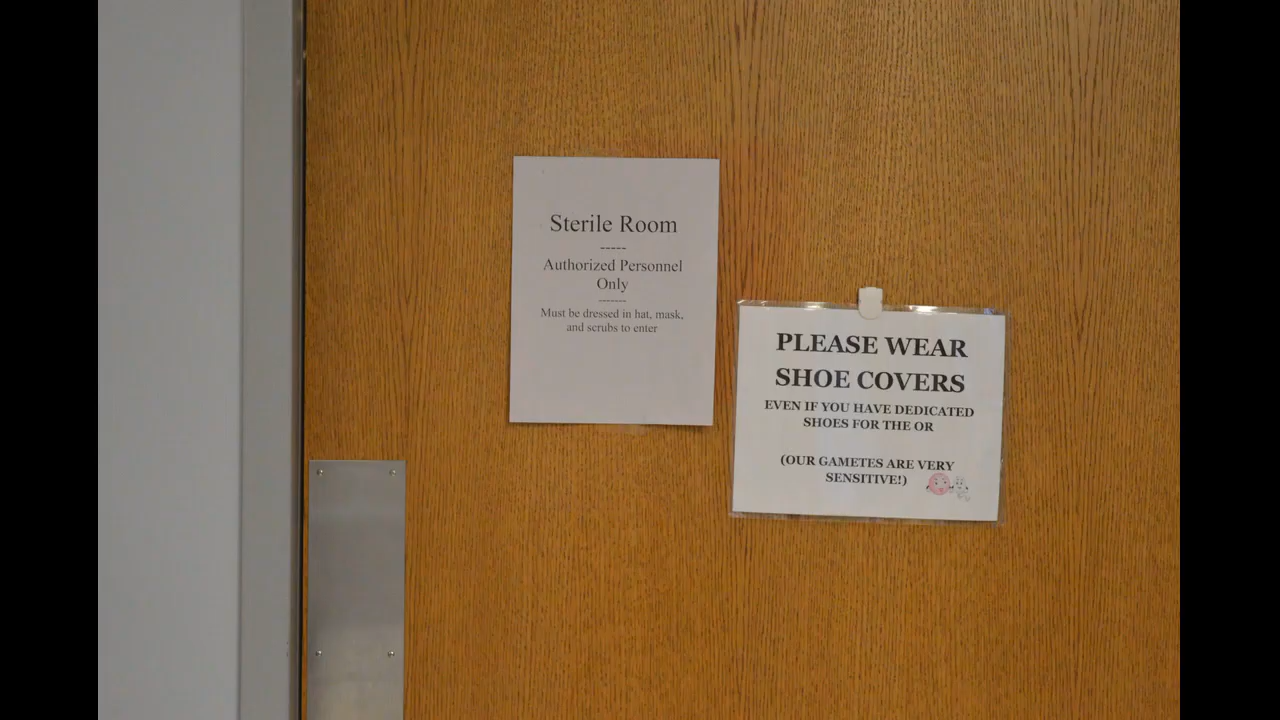 Sterile Room
-----
Authorized Personnel
Only
-------
Must be dressed in hat, mask,
and scrubs to enter
PLEASE WEAR
SHOE COVERS
EVEN IF YOU HAVE DEDICATED
SHOES FOR THE OR
(OUR GAMETES ARE VERY
SENSITIVE!)